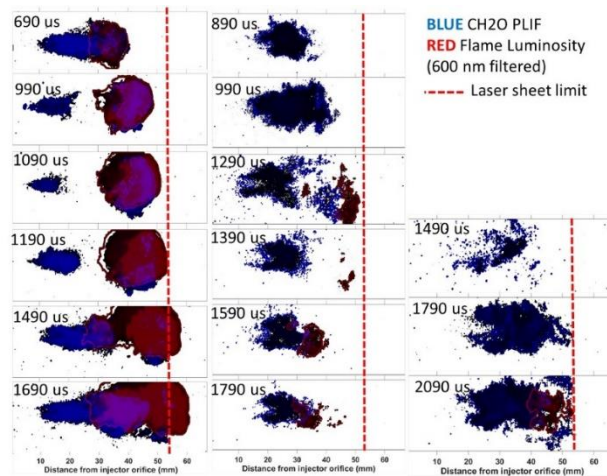 690 us
990 us
1090 us
1190 us
1490 us
1690 us
0 10 20 30 40 50 60
Distance from injector orifice (mm)
890 us
990 us
1290 us
1390 us
1590 us
1790 us
0 10 20 30 40 50 60
Distance from injector orifice (mm)
BLUE CH2O PLIF
RED Flame Luminosity
(600 nm filtered)
Laser sheet limit
1490 us
1790 us
2090 us
0 10 20 30 40 50 60
Distance from injector orifice (mm)